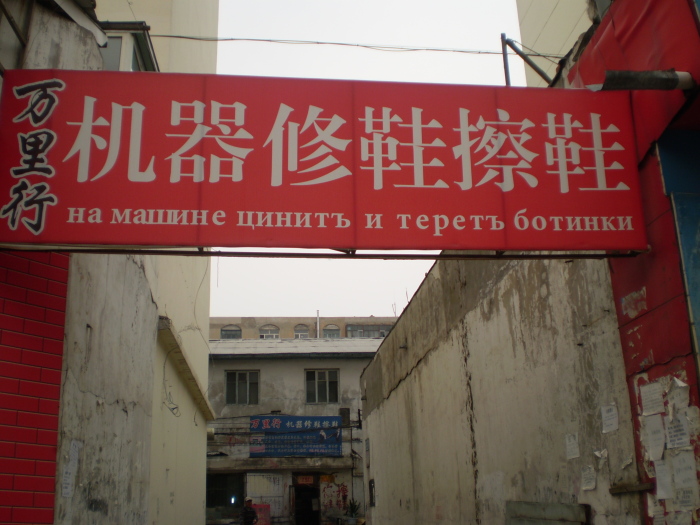 万里行
机器修鞋擦鞋
на машине цинитъ и теретъ ботинки
万里行 机器修鞋擦鞋